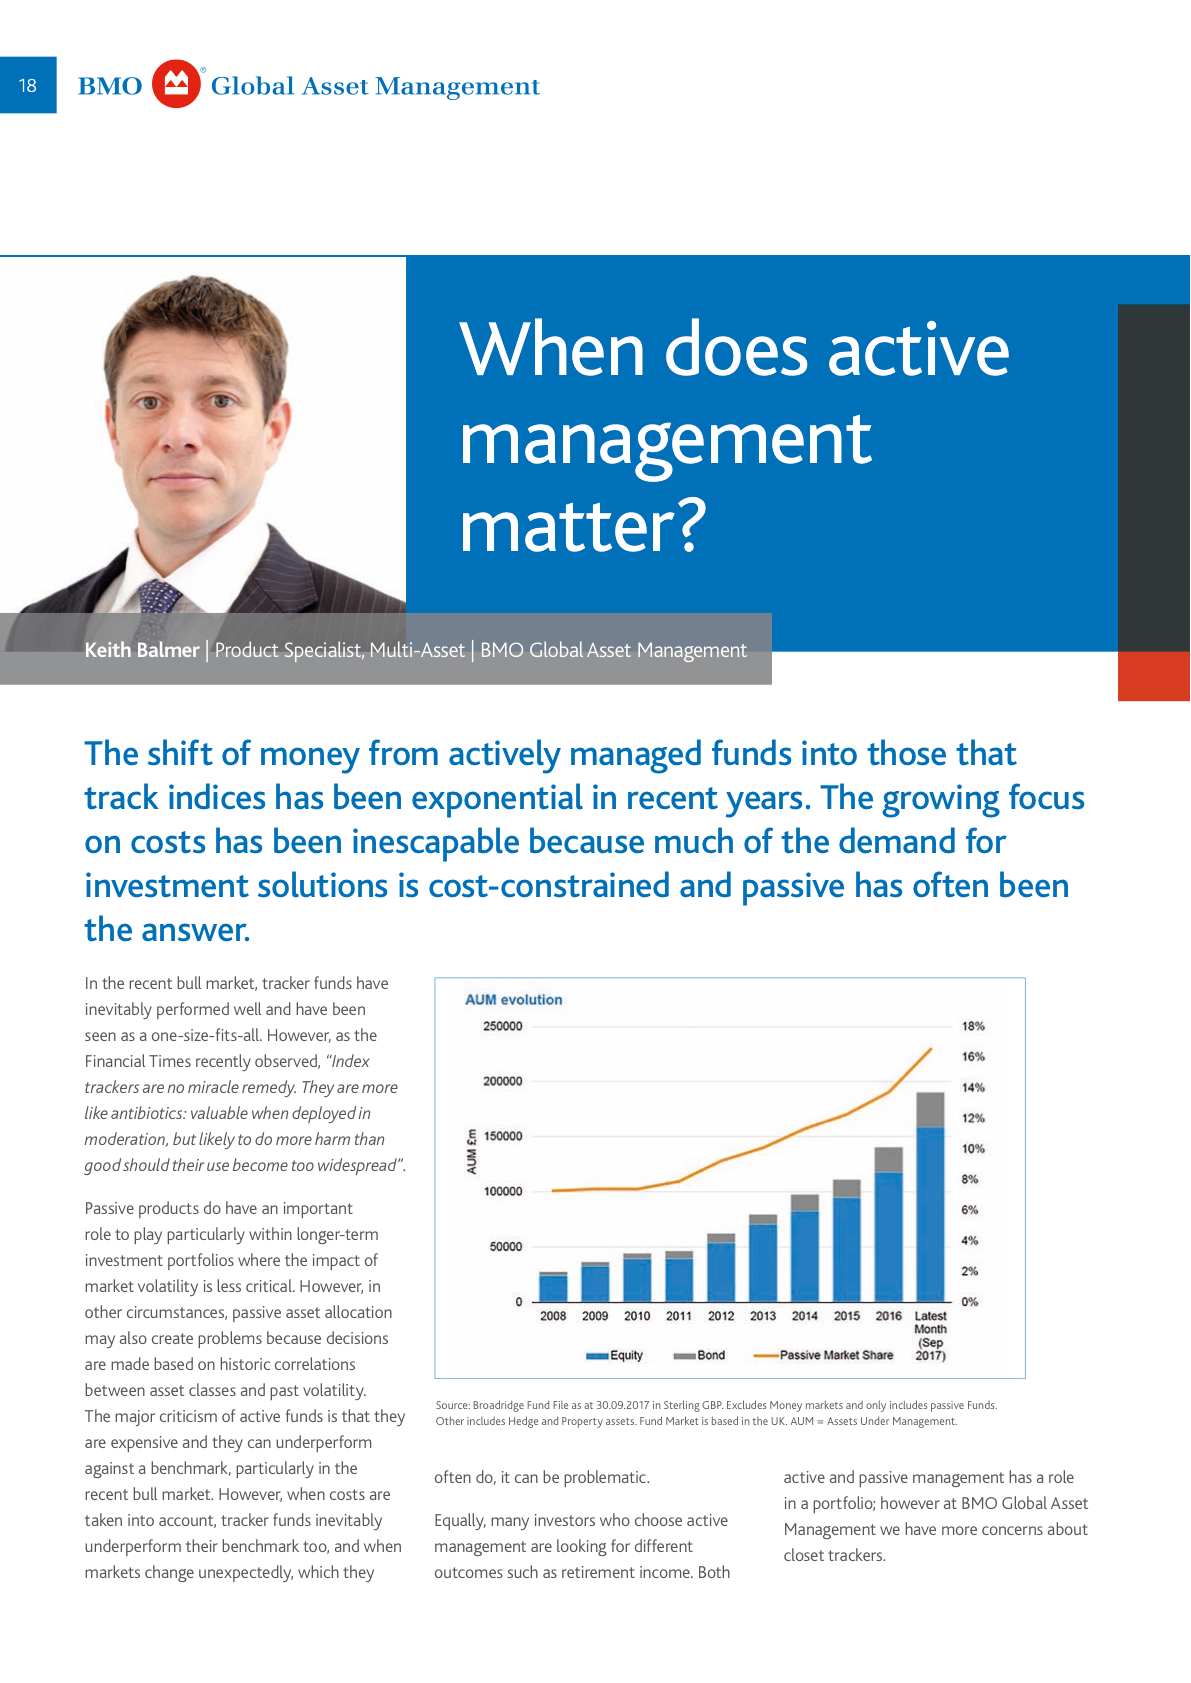 18
BMO ® Global Asset Management
When does active
management
matter?
Keith Balmer | Product Specialist, Multi-Asset | BMO Global Asset Management
The shift of money from actively managed funds into those that
track indices has been exponential in recent years. The growing focus
on costs has been inescapable because much of the demand for
investment solutions is cost-constrained and passive has often been
the answer.
In the recent bull market, tracker funds have
inevitably performed well and have been
seen as a one-size-fits-all. However, as the
Financial Times recently observed, “Index
trackers are no miracle remedy. They are more
like antibiotics: valuable when deployed in
moderation, but likely to do more harm than
good should their use become too widespread”.
Passive products do have an important
role to play particularly within longer-term
investment portfolios where the impact of
market volatility is less critical. However, in
other circumstances, passive asset allocation
may also create problems because decisions
are made based on historic correlations
between asset classes and past volatility.
The major criticism of active funds is that they
are expensive and they can underperform
against a benchmark, particularly in the
recent bull market. However, when costs are
taken into account, tracker funds inevitably
underperform their benchmark too, and when
markets change unexpectedly, which they
AUM evolution
250000
200000
150000
100000
50000
0
AUM £m
18%
16%
14%
12%
10%
8%
6%
4%
2%
0%
2008 2009 2010 2011 2012 2013 2014 2015 2016 Latest
Month
(Sep
2017)
Equity Bond Passive Market Share
Source: Broadridge Fund File as at 30.09.2017 in Sterling GBP. Excludes Money markets and only includes passive Funds.
Other includes Hedge and Property assets. Fund Market is based in the UK. AUM = Assets Under Management.
often do, it can be problematic.
Equally, many investors who choose active
management are looking for different
outcomes such as retirement income. Both
active and passive management has a role
in a portfolio; however at BMO Global Asset
Management we have more concerns about
closet trackers.